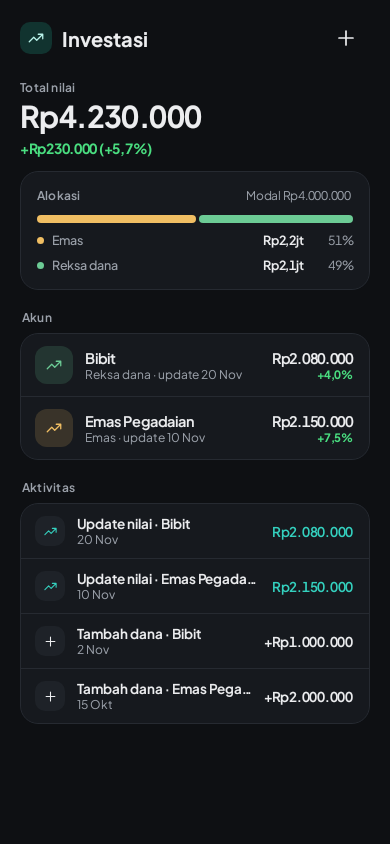 Investasi
Total nilai
Rp4.230.000
+Rp230.000 (+5,7%)
Alokasi Modal Rp4.000.000
Emas Rp2,2jt 51%
Reksa dana Rp2,1jt 49%
Akun
Bibit Rp2.080.000
Reksa dana · update 20 Nov +4,0%
Emas Pegadaian Rp2.150.000
Emas · update 10 Nov +7,5%
Aktivitas
Update nilai · Bibit Rp2.080.000
20 Nov
Update nilai · Emas Pegada... Rp2.150.000
10 Nov
Tambah dana · Bibit +Rp1.000.000
2 Nov
Tambah dana · Emas Pega... +Rp2.000.000
15 Okt